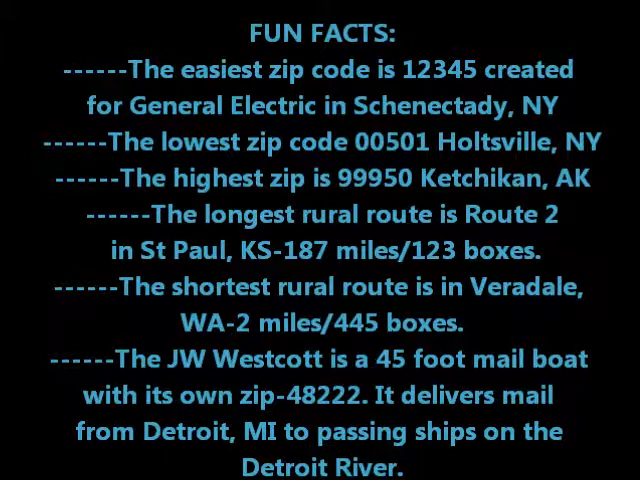 FUN FACTS:
------The easiest zip code is 12345 created
for General Electric in Schenectady, NY
------The lowest zip code 00501 Holtsville, NY
------The highest zip is 99950 Ketchikan, AK
------The longest rural route is Route 2
in St Paul, KS-187 miles/123 boxes.
------The shortest rural route is in Veradale,
WA-2 miles/445 boxes.
------The JW Westcott is a 45 foot mail boat
with its own zip-48222. It delivers mail
from Detroit, MI to passing ships on the
Detroit River.